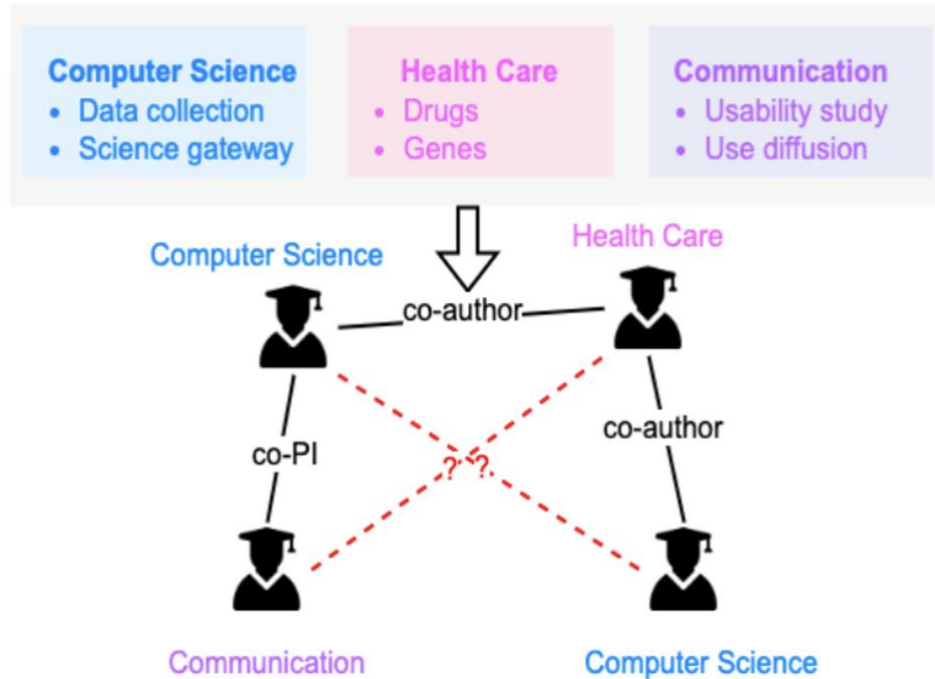 Computer Science
• Data collection
• Science gateway
Health Care
• Drugs
• Genes
Communication
• Usability study
• Use diffusion
Computer Science
Health Care
co-author
co-PI
co-author
? ?
Communication
Computer Science